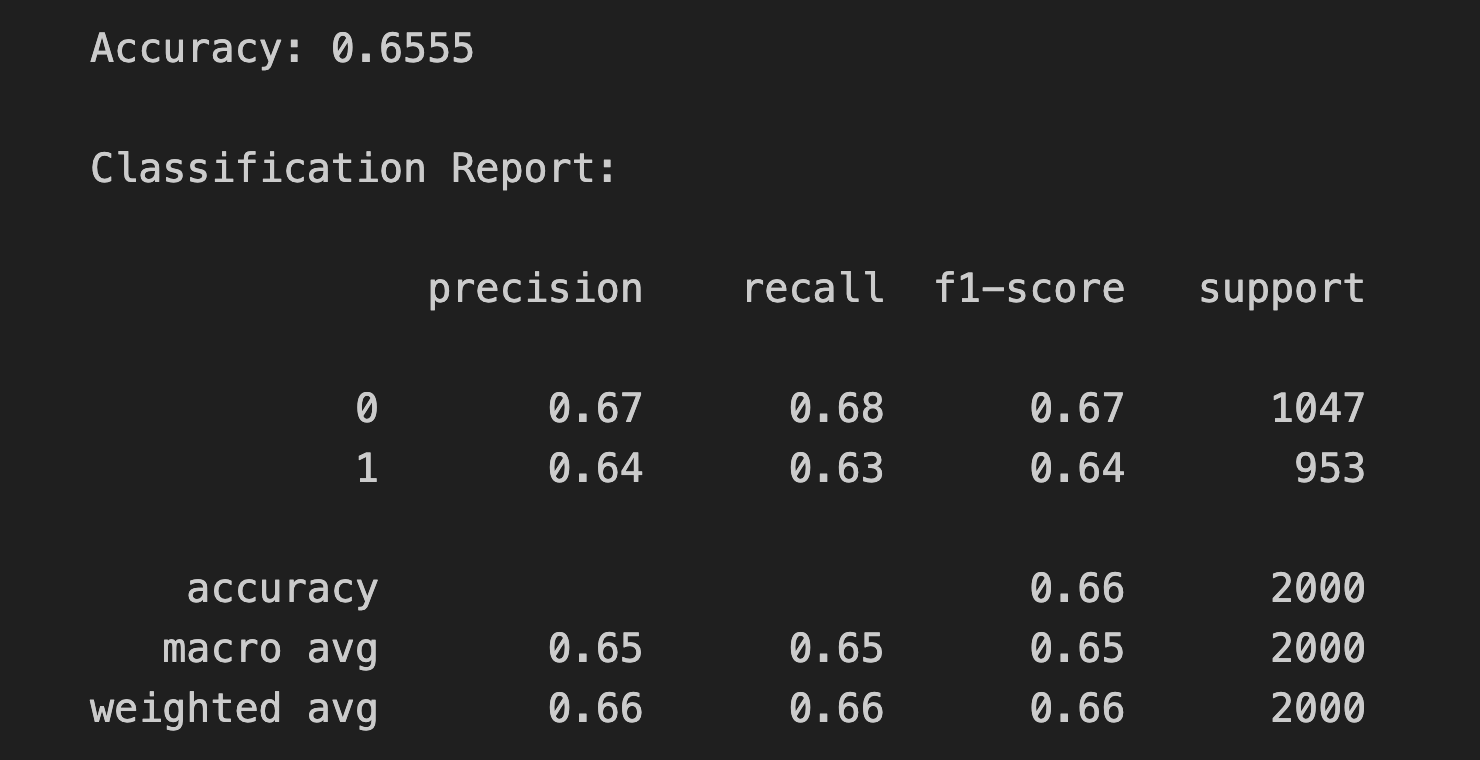 Accuracy: 0.6555
Classification Report:
precision recall f1-score support
0 0.67 0.68 0.67 1047
1 0.64 0.63 0.64 953
accuracy 0.66 2000
macro avg 0.65 0.65 0.65 2000
weighted avg 0.66 0.66 0.66 2000